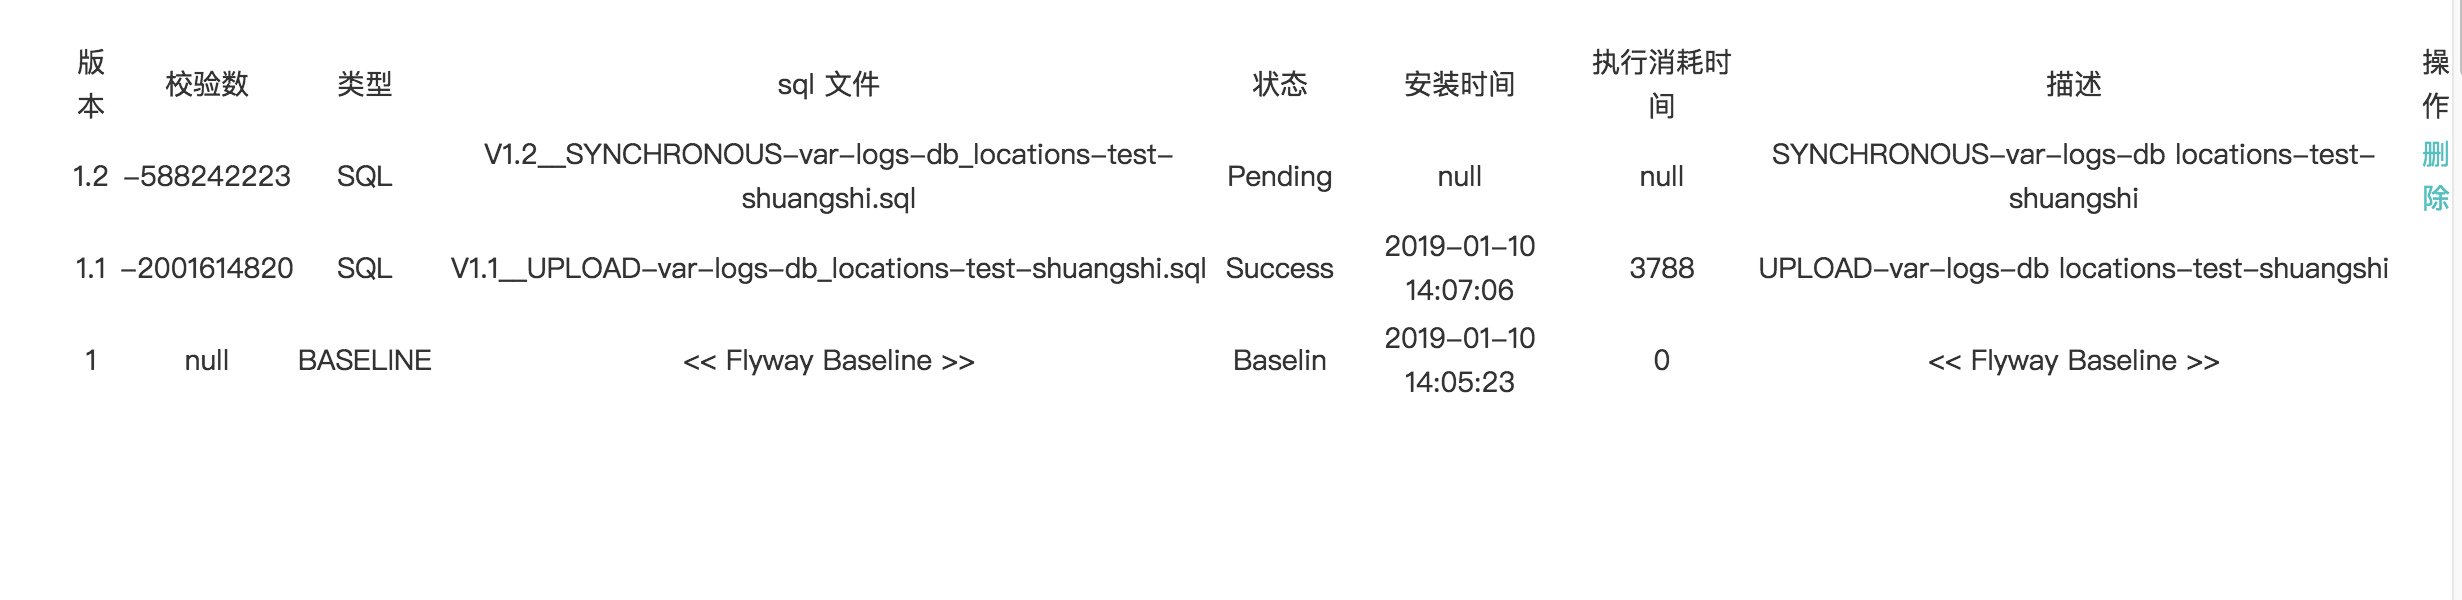 版本 校验数 类型 sql 文件 状态 安装时间 执行消耗时间 描述 操作
1.2 -588242223 SQL V1.2__SYNCHRONOUS-var-logs-db_locations-test-shuangshi.sql Pending null null SYNCHRONOUS-var-logs-db locations-test-shuangshi 删除
1.1 -2001614820 SQL V1.1__UPLOAD-var-logs-db_locations-test-shuangshi.sql Success 2019-01-10 14:07:06 3788 UPLOAD-var-logs-db locations-test-shuangshi
1 null BASELINE << Flyway Baseline >> Baselin 2019-01-10 14:05:23 0 << Flyway Baseline >>